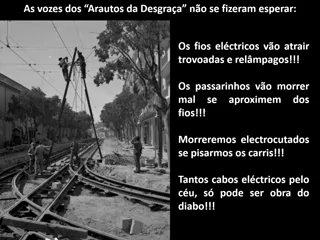 As vozes dos “Arautos da Desgraça” não se fizeram esperar:
Os fios eléctricos vão atrair
trovoadas e relâmpagos!!!
Os passarinhos vão morrer
mal se aproximem dos
fios!!!
Morreremos electrocutados
se pisarmos os carris!!!
Tantos cabos eléctricos pelo
céu, só pode ser obra do
diabo!!!